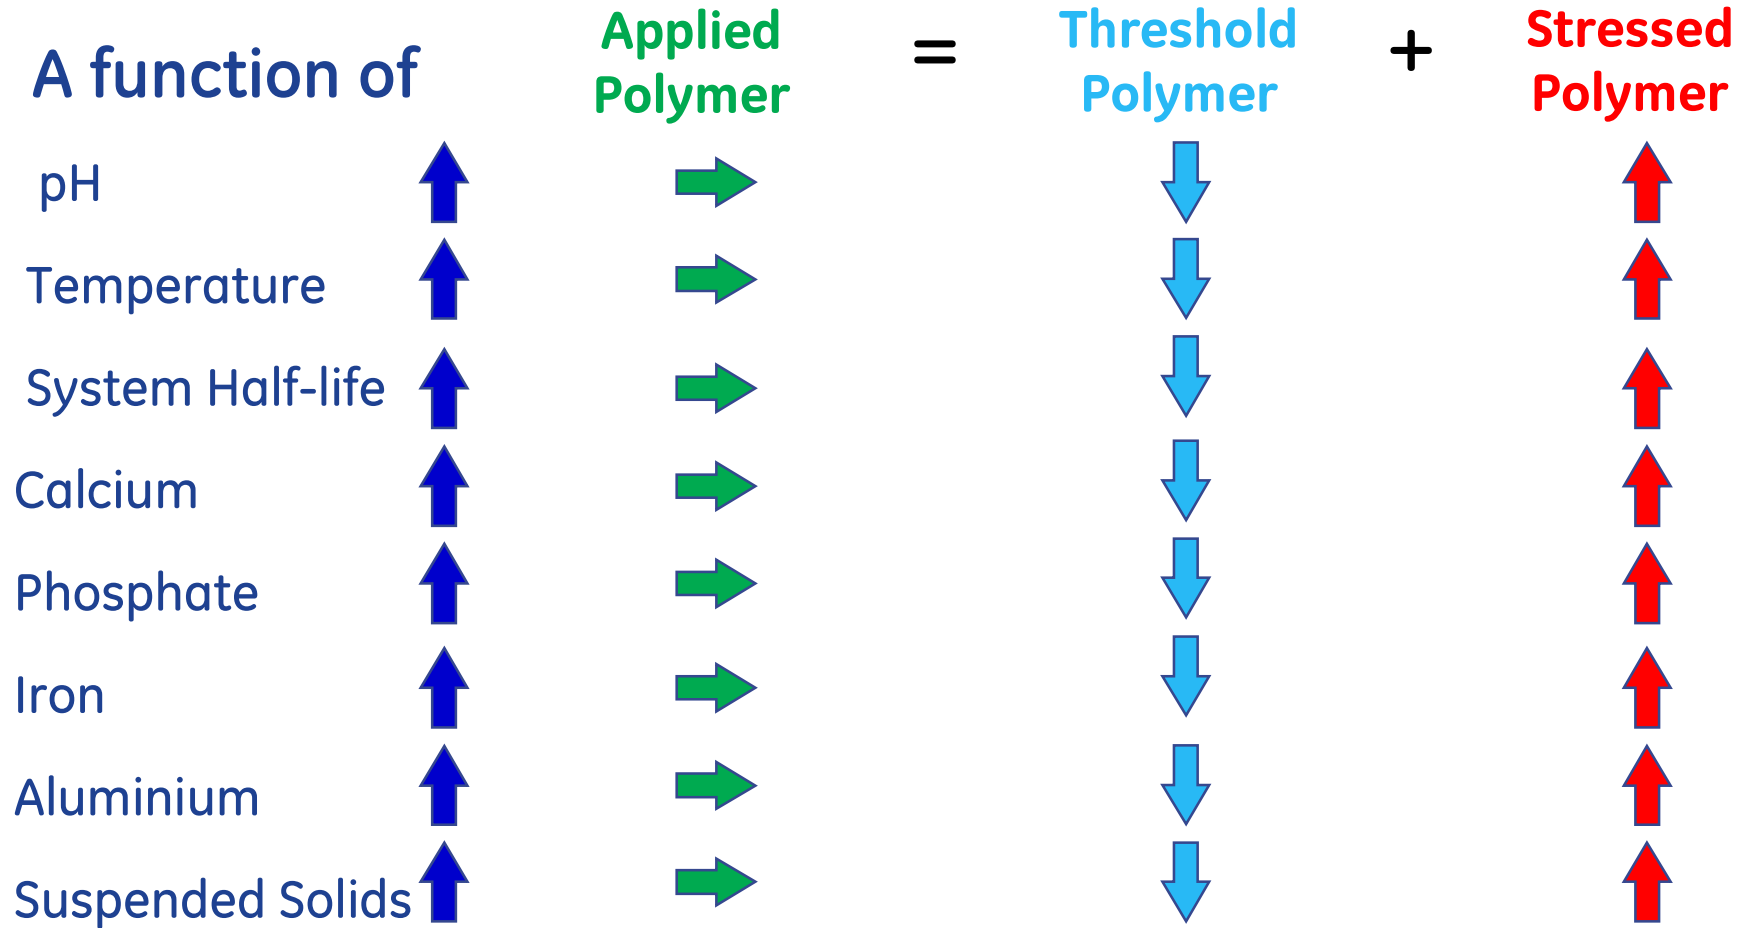 A function of
Applied
Polymer
=
Threshold
Polymer
+
Stressed
Polymer
pH
Temperature
System Half-life
Calcium
Phosphate
Iron
Aluminium
Suspended Solids